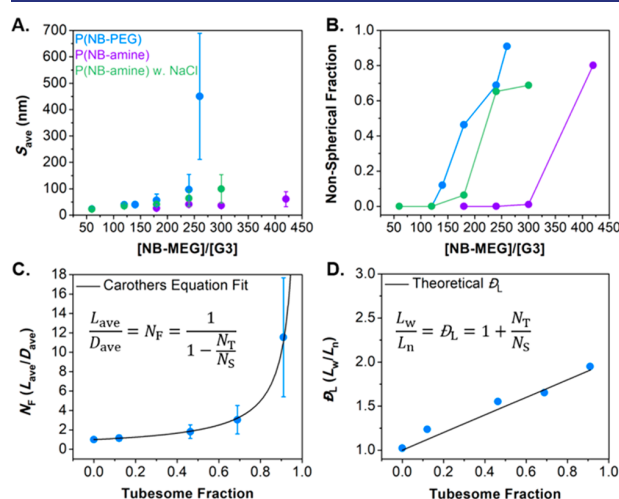 A.
700
600
500
400
300
200
100
0
S_ave (nm)
P(NB-PEG)
P(NB-amine)
P(NB-amine) w. NaCl
50 100 150 200 250 300 350 400 450
[NB-MEG]/[G3]
B.
1.0
0.8
0.6
0.4
0.2
0.0
Non-Spherical Fraction
50 100 150 200 250 300 350 400 450
[NB-MEG]/[G3]
C.
18
16
14
12
10
8
6
4
2
0
N_F (L_ave/D_ave)
Carothers Equation Fit
L_ave/D_ave = N_F = 1/(1 − N_T/N_S)
0.0 0.2 0.4 0.6 0.8 1.0
Tubesome Fraction
D.
3.0
2.5
2.0
1.5
1.0
Đ_L (L_w/L_n)
Theoretical Đ_L
L_w/L_n = Đ_L = 1 + N_T/N_S
0.0 0.2 0.4 0.6 0.8 1.0
Tubesome Fraction